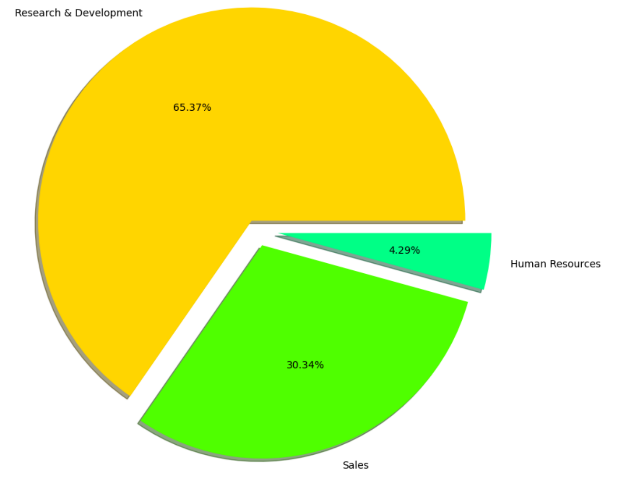 Research & Development
65.37%
4.29%
Human Resources
30.34%
Sales